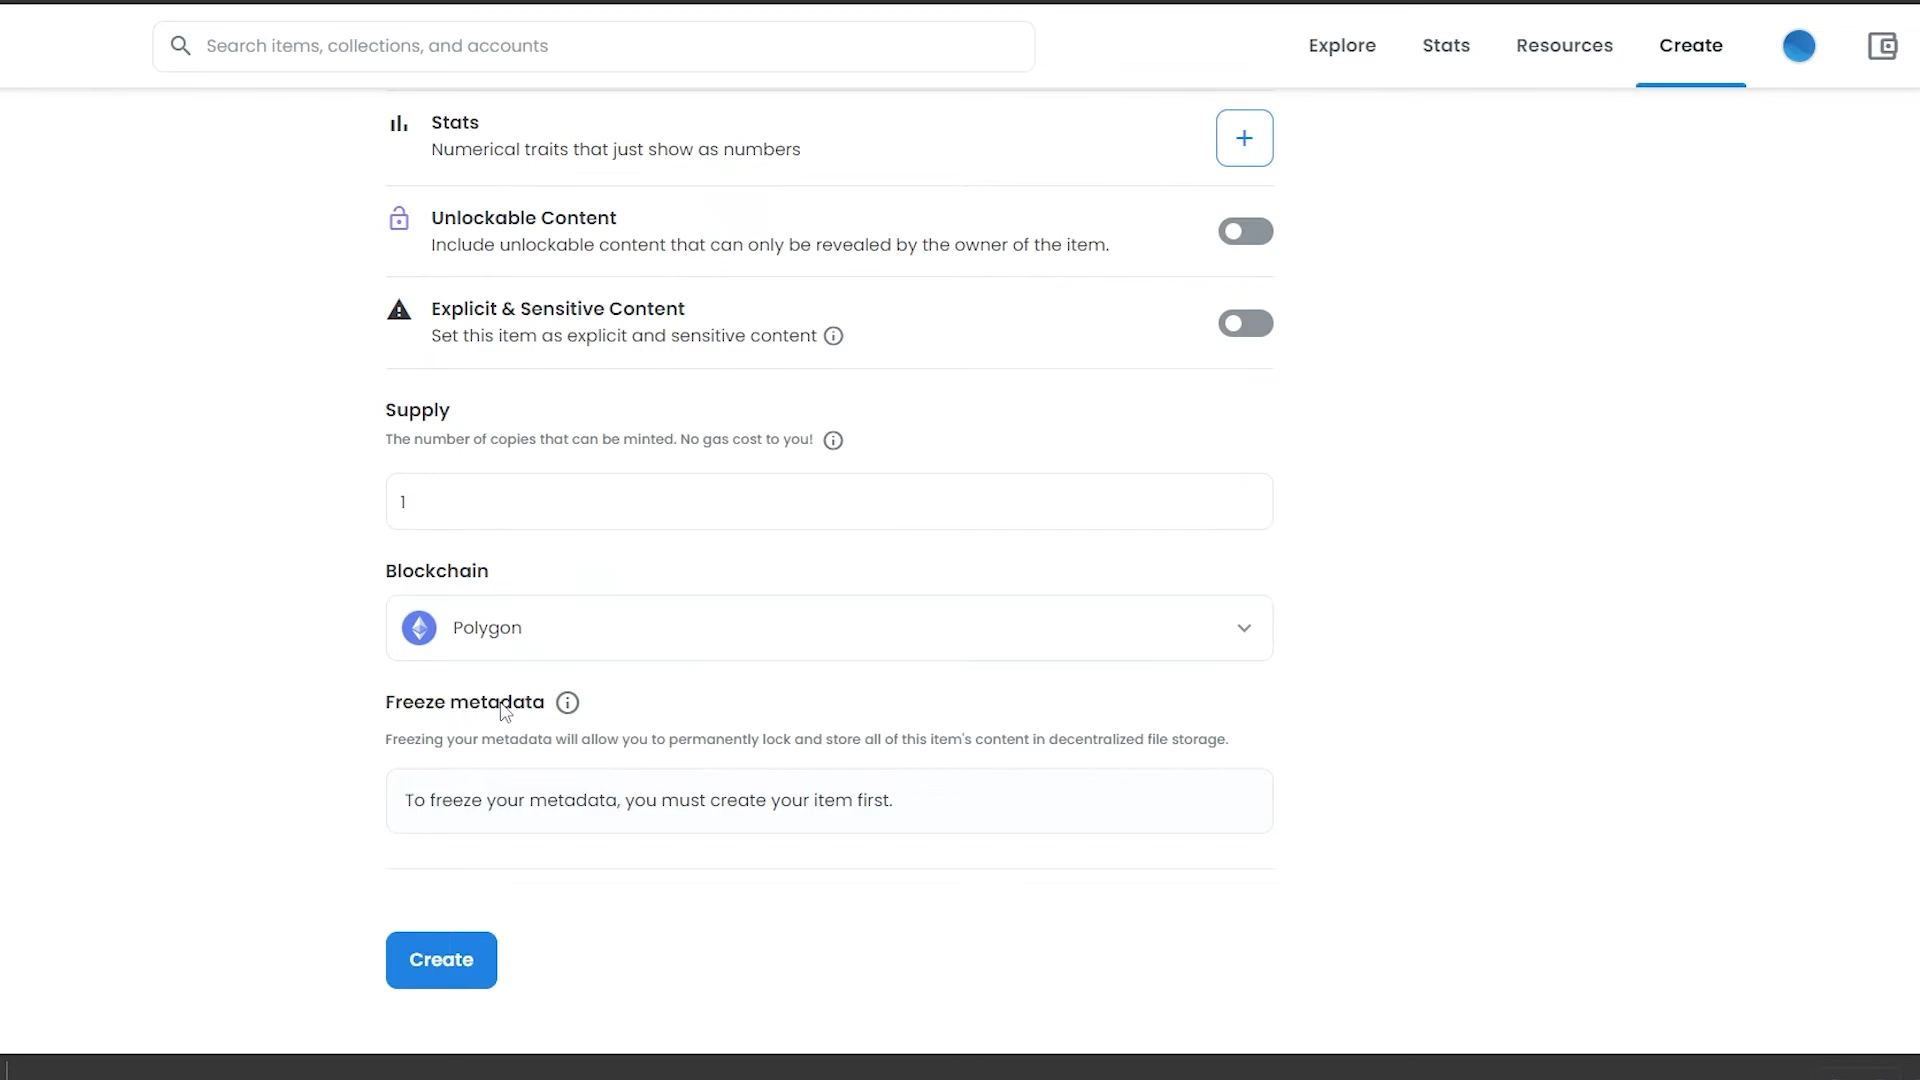 Search items, collections, and accounts
Explore
Stats
Resources
Create
Stats
Numerical traits that just show as numbers
Unlockable Content
Include unlockable content that can only be revealed by the owner of the item.
Explicit & Sensitive Content
Set this item as explicit and sensitive content
Supply
The number of copies that can be minted. No gas cost to you!
1
Blockchain
Polygon
Freeze metadata
Freezing your metadata will allow you to permanently lock and store all of this item's content in decentralized file storage.
To freeze your metadata, you must create your item first.
Create